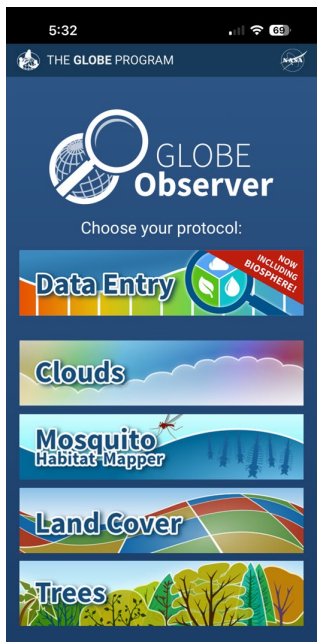 5:32
69
THE GLOBE PROGRAM
NASA
GLOBE
Observer
Choose your protocol:
Data Entry
NOW
INCLUDING
BIOSPHERE!
Clouds
Mosquito
Habitat Mapper
Land Cover
Trees